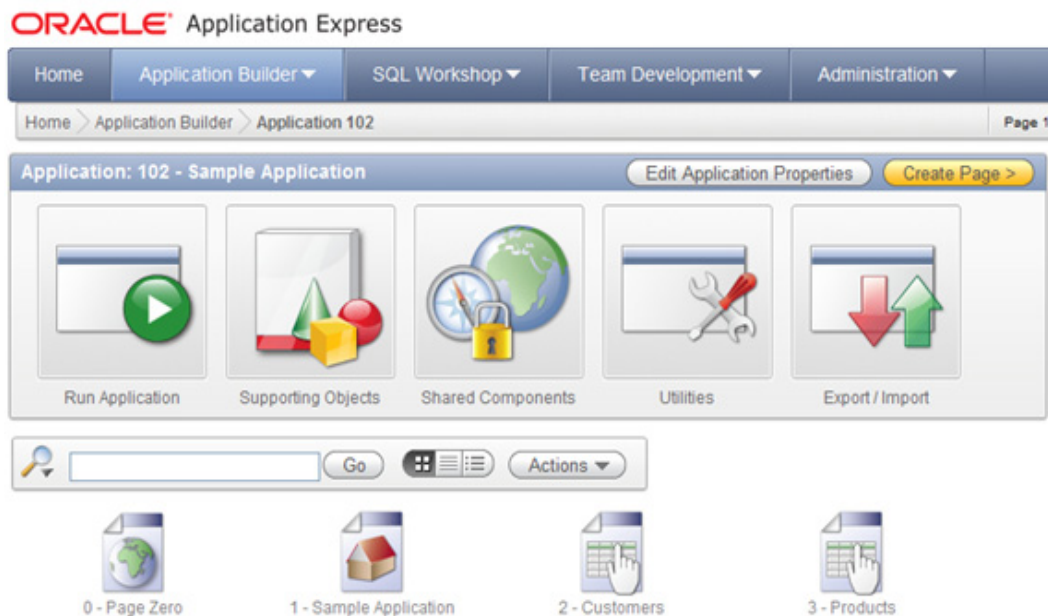 ORACLE Application Express
Home Application Builder SQL Workshop Team Development Administration
Home Application Builder Application 102 Page 1
Application: 102 - Sample Application Edit Application Properties Create Page >
Run Application Supporting Objects Shared Components Utilities Export / Import
Go Actions
0 - Page Zero 1 - Sample Application 2 - Customers 3 - Products